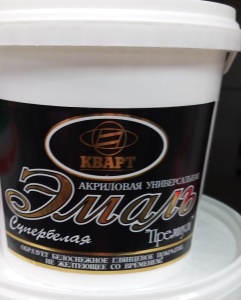 КВАРТ
АКРИЛОВАЯ УНИВЕРСАЛЬНАЯ
Эмаль
Супербелая
"Премиум
ОБРАЗУЕТ БЕЛОСНЕЖНОЕ ГЛЯНЦЕВОЕ ПОКРЫТИЕ
НЕ ЖЕЛТЕЮЩЕЕ СО ВРЕМЕНЕМ